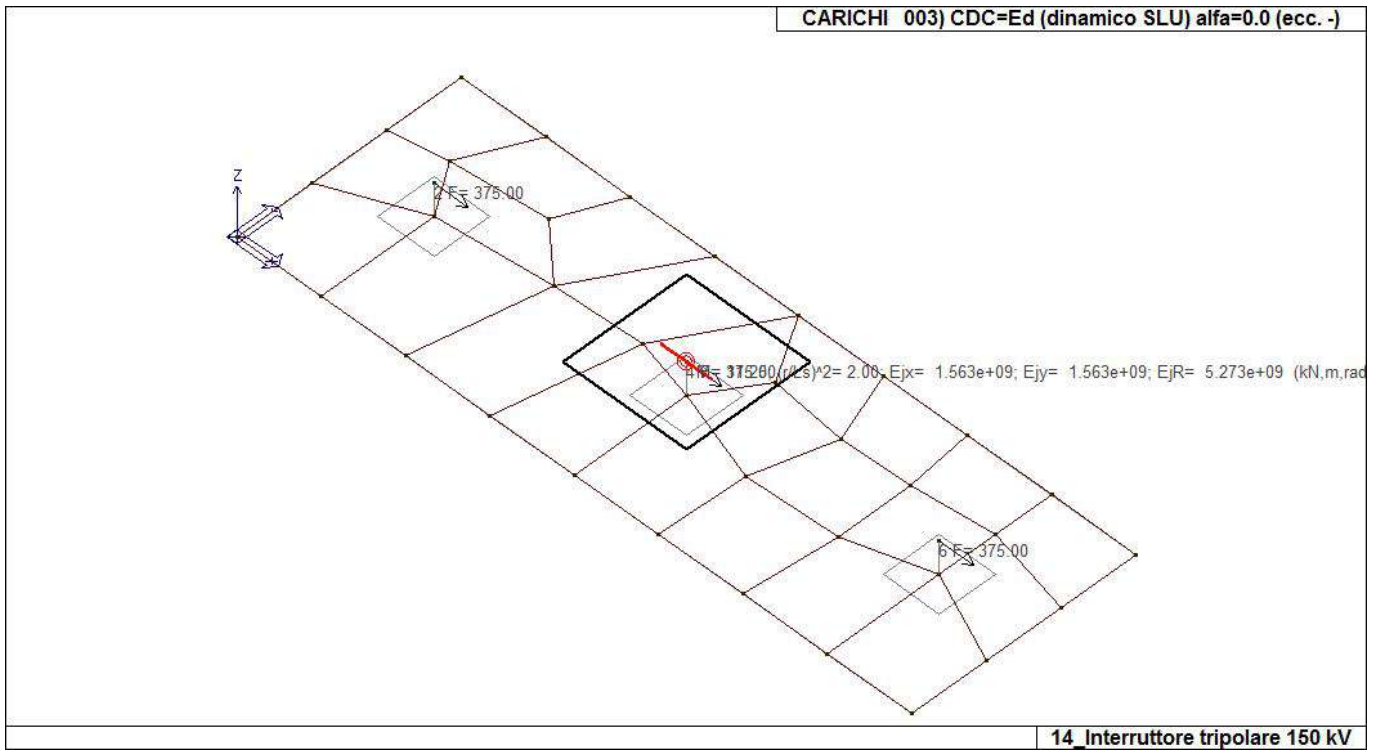 CARICHI 003) CDC=Ed (dinamico SLU) alfa=0.0 (ecc. -)
Z
2 F= 375.00
(r/Ls)^2= 2.00; Ejx= 1.563e+09; Ejy= 1.563e+09; EjR= 5.273e+09 (kN,m,rad
6 F= 375.00
14_Interruttore tripolare 150 kV